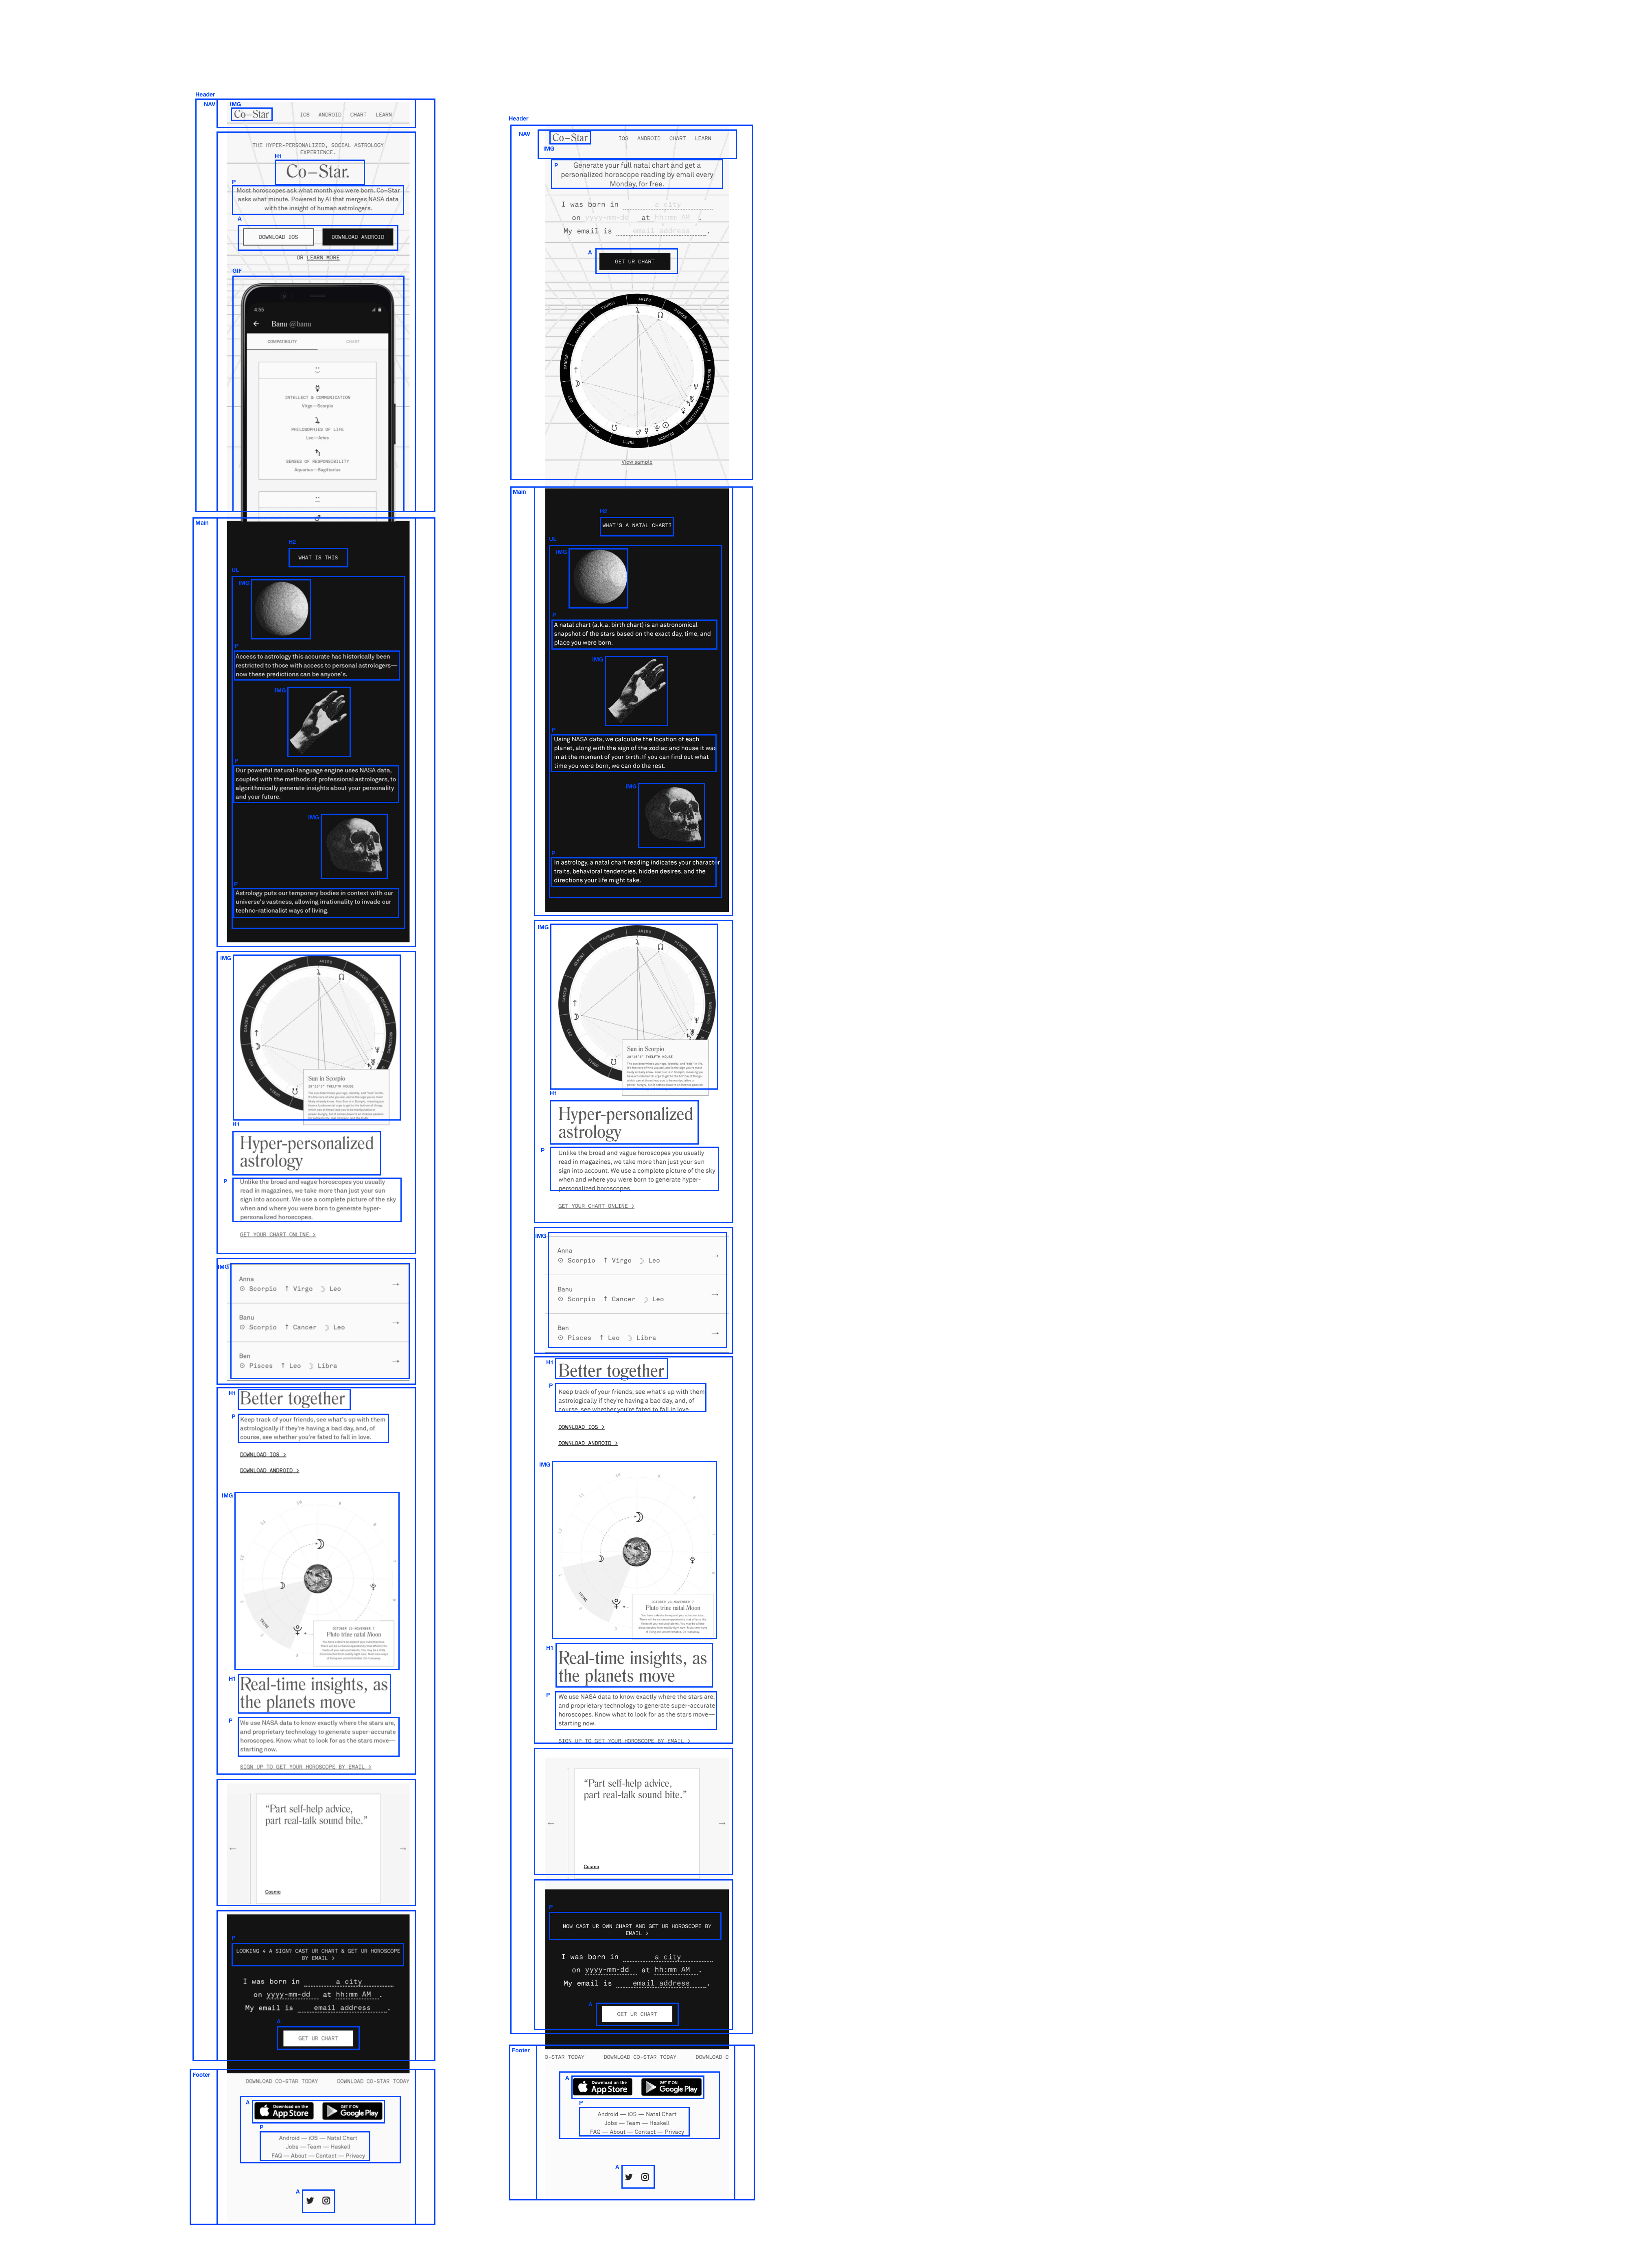 Header
NAV
IMG
Co—Star
IOS ANDROID CHART LEARN
THE HYPER-PERSONALIZED, SOCIAL ASTROLOGY
EXPERIENCE.
H1
Co—Star.
P
Most horoscopes ask what month you were born. Co–Star
asks what minute. Powered by AI that merges NASA data
with the insight of human astrologers.
A
DOWNLOAD IOS
DOWNLOAD ANDROID
OR LEARN MORE
GIF
4:55
Banu @banu
COMPATIBILITY
CHART
INTELLECT & COMMUNICATION
Virgo—Scorpio
PHILOSOPHIES OF LIFE
Leo—Aries
SENSES OF RESPONSIBILITY
Aquarius—Sagittarius
Main
H2
WHAT IS THIS
UL
IMG
P
Access to astrology this accurate has historically been
restricted to those with access to personal astrologers—
now these predictions can be anyone's.
IMG
P
Our powerful natural-language engine uses NASA data,
coupled with the methods of professional astrologers, to
algorithmically generate insights about your personality
and your future.
IMG
P
Astrology puts our temporary bodies in context with our
universe's vastness, allowing irrationality to invade our
techno-rationalist ways of living.
IMG
ARIES
TAURUS
GEMINI
CANCER
LEO
PISCES
AQUARIUS
Sun in Scorpio
TWELFTH HOUSE
H1
Hyper-personalized
astrology
P
Unlike the broad and vague horoscopes you usually
read in magazines, we take more than just your sun
sign into account. We use a complete picture of the sky
when and where you were born to generate hyper-
personalized horoscopes.
GET YOUR CHART ONLINE >
IMG
Anna
Scorpio ↑ Virgo Leo
Banu
Scorpio ↑ Cancer Leo
Ben
Pisces ↑ Leo Libra
H1
Better together
P
Keep track of your friends, see what's up with them
astrologically if they're having a bad day, and, of
course, see whether you're fated to fall in love.
DOWNLOAD IOS >
DOWNLOAD ANDROID >
IMG
TRINE
OCTOBER 13-NOVEMBER 7
Pluto trine natal Moon
H1
Real-time insights, as
the planets move
P
We use NASA data to know exactly where the stars are,
and proprietary technology to generate super-accurate
horoscopes. Know what to look for as the stars move—
starting now.
SIGN UP TO GET YOUR HOROSCOPE BY EMAIL >
“Part self-help advice,
part real-talk sound bite.”
← →
Cosmo
P
LOOKING 4 A SIGN? CAST UR CHART & GET UR HOROSCOPE
BY EMAIL >
I was born in a city
on yyyy-mm-dd at hh:mm AM.
My email is email address.
A
GET UR CHART
Footer
DOWNLOAD CO-STAR TODAY DOWNLOAD CO-STAR TODAY
A
Download on the
App Store
GET IT ON
Google Play
P
Android — iOS — Natal Chart
Jobs — Team — Haskell
FAQ — About — Contact — Privacy
A
Header
NAV
Co—Star
IOS ANDROID CHART LEARN
IMG
P
Generate your full natal chart and get a
personalized horoscope reading by email every
Monday, for free.
I was born in a city
on yyyy-mm-dd at hh:mm AM.
My email is email address.
A
GET UR CHART
ARIES
TAURUS
GEMINI
CANCER
LEO
VIRGO
LIBRA
SCORPIO
SAGITTARIUS
CAPRICORN
AQUARIUS
PISCES
View sample
Main
H2
WHAT'S A NATAL CHART?
UL
IMG
P
A natal chart (a.k.a. birth chart) is an astronomical
snapshot of the stars based on the exact day, time, and
place you were born.
IMG
P
Using NASA data, we calculate the location of each
planet, along with the sign of the zodiac and house it was
in at the moment of your birth. If you can find out what
time you were born, we can do the rest.
IMG
P
In astrology, a natal chart reading indicates your character
traits, behavioral tendencies, hidden desires, and the
directions your life might take.
IMG
ARIES
TAURUS
GEMINI
CANCER
LEO
PISCES
AQUARIUS
Sun in Scorpio
TWELFTH HOUSE
H1
Hyper-personalized
astrology
P
Unlike the broad and vague horoscopes you usually
read in magazines, we take more than just your sun
sign into account. We use a complete picture of the sky
when and where you were born to generate hyper-
personalized horoscopes.
GET YOUR CHART ONLINE >
IMG
Anna
Scorpio ↑ Virgo Leo
Banu
Scorpio ↑ Cancer Leo
Ben
Pisces ↑ Leo Libra
H1
Better together
P
Keep track of your friends, see what's up with them
astrologically if they're having a bad day, and, of
course, see whether you're fated to fall in love.
DOWNLOAD IOS >
DOWNLOAD ANDROID >
IMG
TRINE
OCTOBER 13-NOVEMBER 7
Pluto trine natal Moon
H1
Real-time insights, as
the planets move
P
We use NASA data to know exactly where the stars are,
and proprietary technology to generate super-accurate
horoscopes. Know what to look for as the stars move—
starting now.
SIGN UP TO GET YOUR HOROSCOPE BY EMAIL >
“Part self-help advice,
part real-talk sound bite.”
← →
Cosmo
P
NOW CAST UR OWN CHART AND GET UR HOROSCOPE BY
EMAIL >
I was born in a city
on yyyy-mm-dd at hh:mm AM.
My email is email address.
A
GET UR CHART
Footer
O-STAR TODAY DOWNLOAD CO-STAR TODAY DOWNLOAD C
A
Download on the
App Store
GET IT ON
Google Play
P
Android — iOS — Natal Chart
Jobs — Team — Haskell
FAQ — About — Contact — Privacy
A